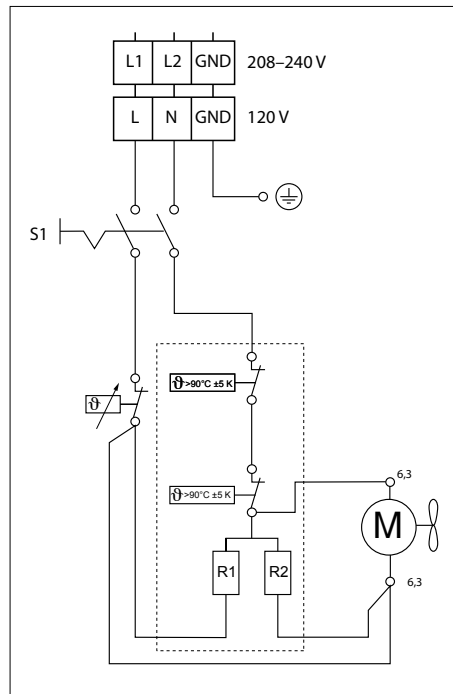 L1 L2 GND 208–240 V
L N GND 120 V
S1
ϑ>90°C ±5 K
ϑ
ϑ>90°C ±5 K
6,3
M
R1 R2
6,3